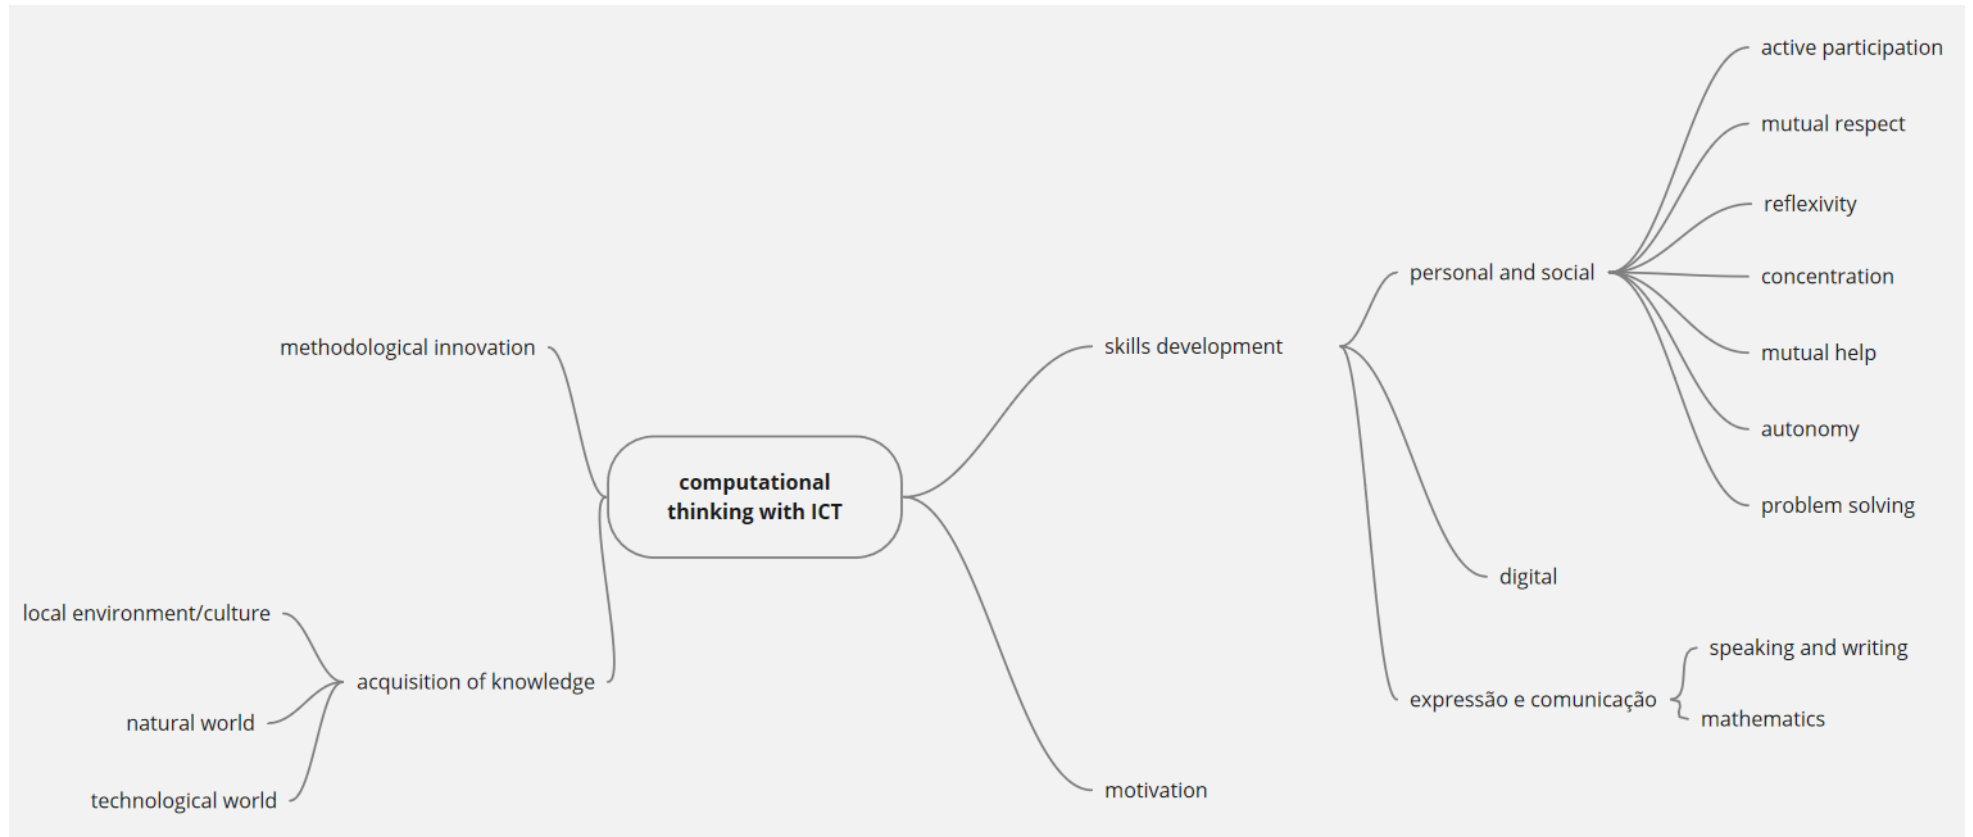 active participation
mutual respect
reflexivity
personal and social
concentration
methodological innovation
skills development
mutual help
autonomy
computational
thinking with ICT
problem solving
digital
local environment/culture
speaking and writing
acquisition of knowledge
expressão e comunicação
natural world
mathematics
motivation
technological world